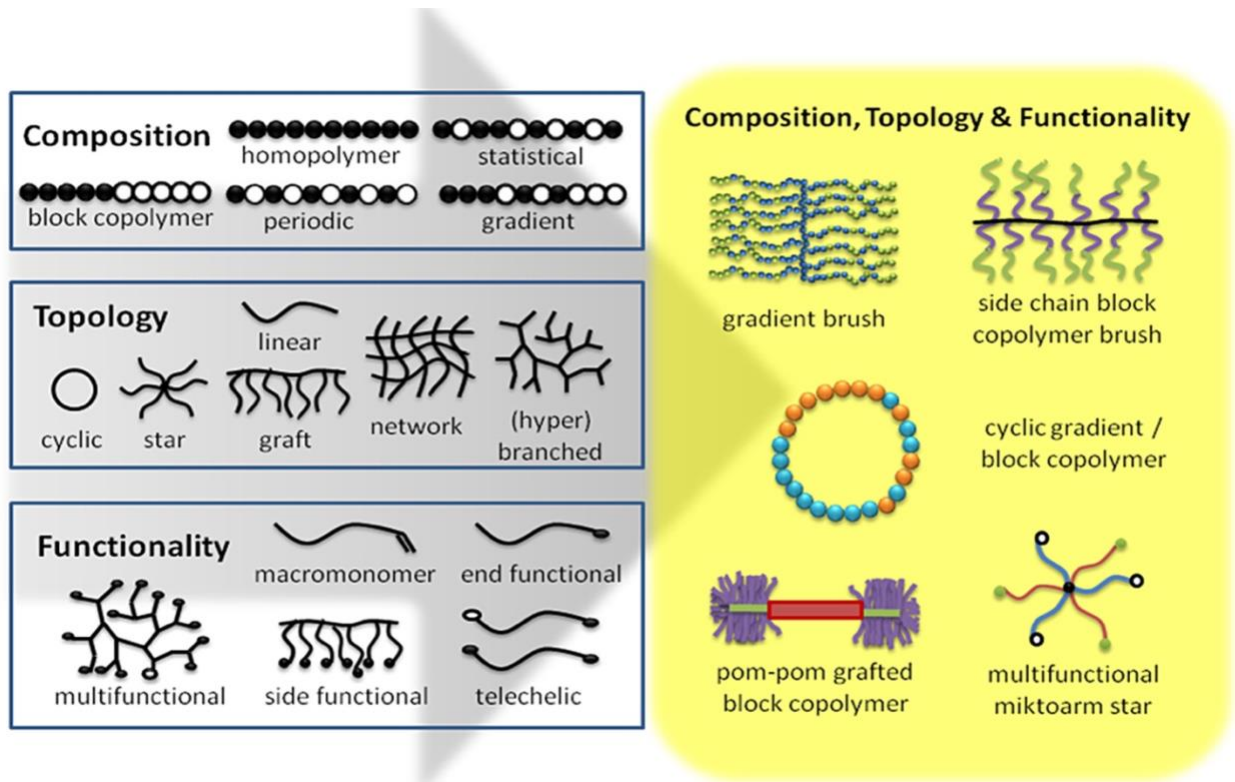 Composition
homopolymer
statistical
block copolymer
periodic
gradient
Topology
linear
cyclic
star
graft
network
(hyper)
branched
Functionality
macromonomer
end functional
multifunctional
side functional
telechelic
Composition, Topology & Functionality
gradient brush
side chain block
copolymer brush
cyclic gradient /
block copolymer
pom-pom grafted
block copolymer
multifunctional
miktoarm star